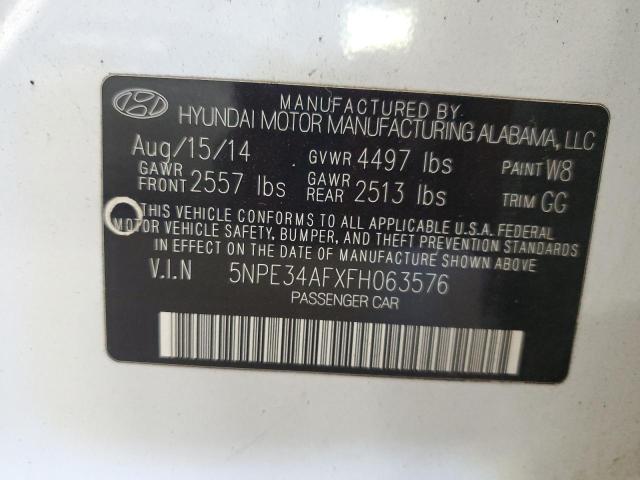 MANUFACTURED BY
HYUNDAI MOTOR MANUFACTURING ALABAMA, LLC
Aug/15/14 GVWR 4497 lbs PAINT W8
GAWR FRONT 2557 lbs GAWR REAR 2513 lbs TRIM GG
THIS VEHICLE CONFORMS TO ALL APPLICABLE U.S.A. FEDERAL
MOTOR VEHICLE SAFETY, BUMPER, AND THEFT PREVENTION STANDARDS
IN EFFECT ON THE DATE OF MANUFACTURE SHOWN ABOVE.
V.I.N 5NPE34AFXFH063576
PASSENGER CAR